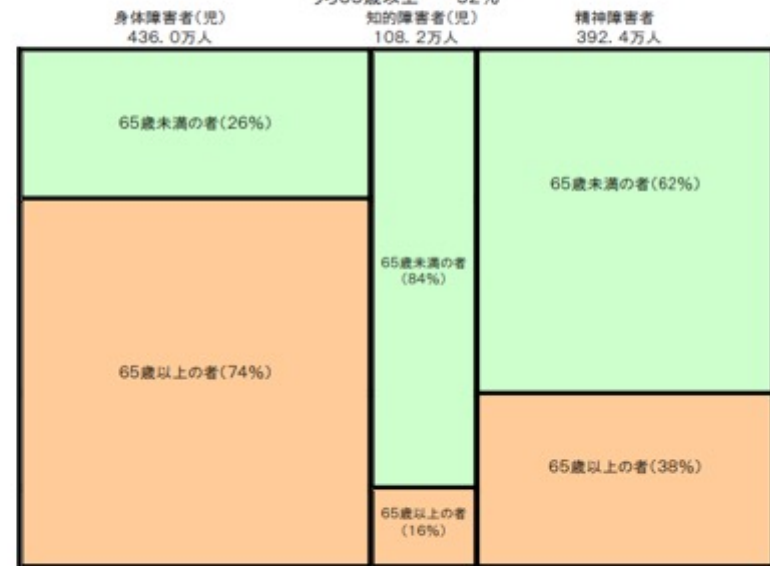 身体障害者(児)
436.0万人
知的障害者(児)
108.2万人
精神障害者
392.4万人
65歳未満の者(26%)
65歳以上の者(74%)
65歳未満の者
(84%)
65歳以上の者
(16%)
65歳未満の者(62%)
65歳以上の者(38%)